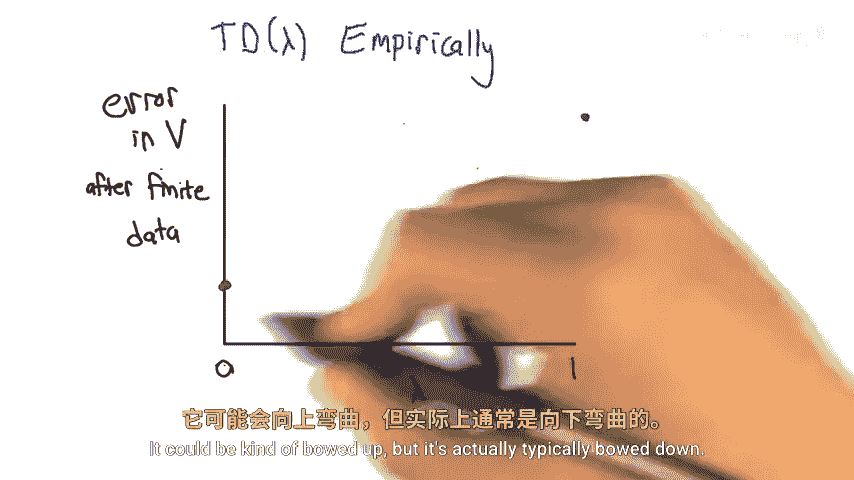 TD(λ) Empirically
error
in V
after finite
data
0
1
它可能会向上弯曲，但实际上通常是向下弯曲的。
It could be kind of bowed up, but it's actually typically bowed down.